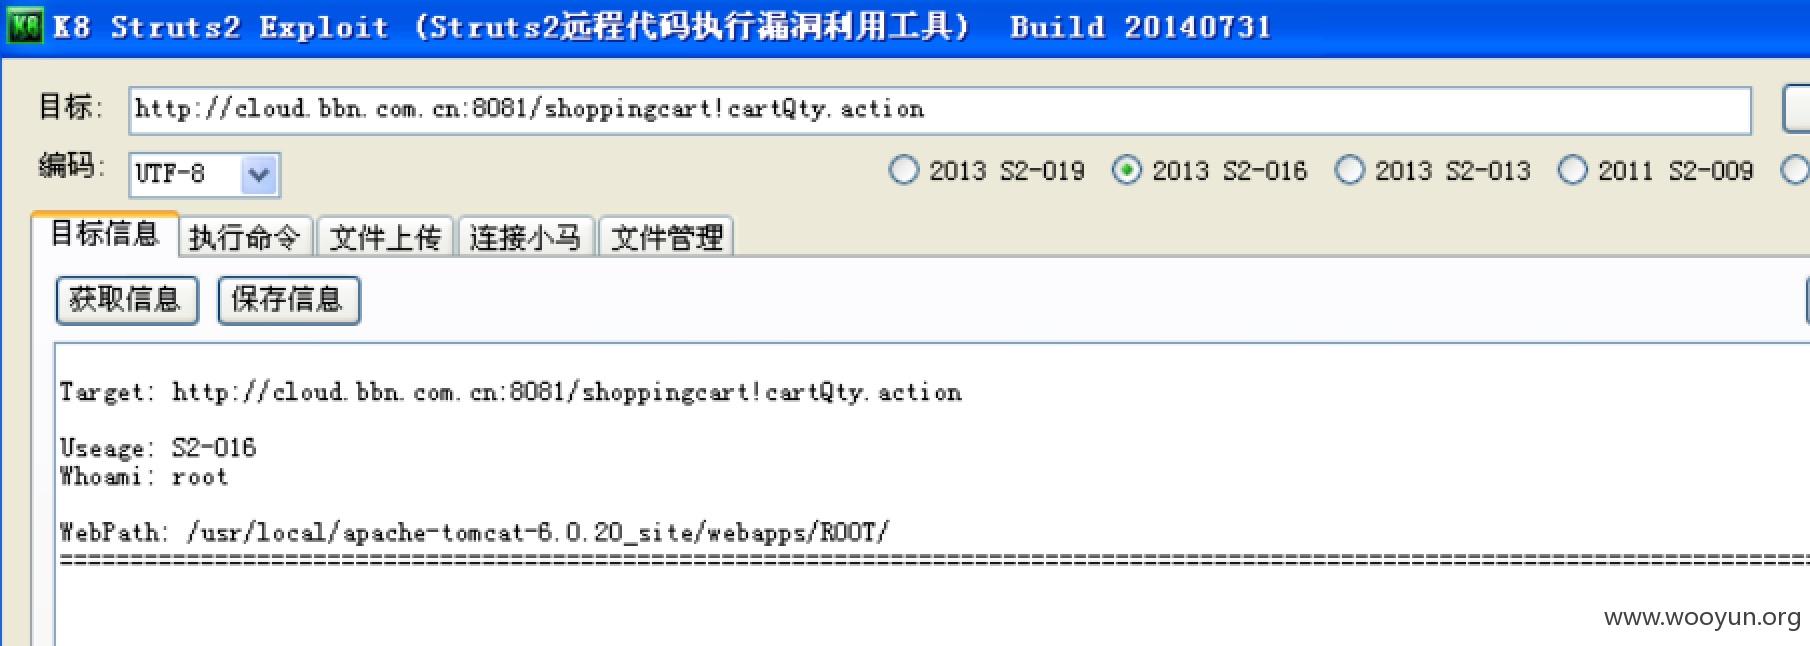 K8 Struts2 Exploit (Struts2远程代码执行漏洞利用工具) Build 20140731
目标: http://cloud.bbn.com.cn:8081/shoppingcart!cartQty.action
编码: UTF-8 2013 S2-019 2013 S2-016 2013 S2-013 2011 S2-009
目标信息 执行命令 文件上传 连接小马 文件管理
获取信息 保存信息
Target: http://cloud.bbn.com.cn:8081/shoppingcart!cartQty.action
Useage: S2-016
Whoami: root
WebPath: /usr/local/apache-tomcat-6.0.20_site/webapps/ROOT/
================================================================================================================================
www.wooyun.org